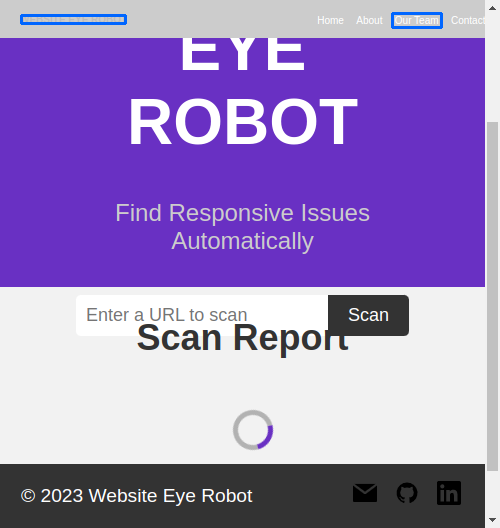 Home About Our Team Contact
EYE
ROBOT
Find Responsive Issues
Automatically
Enter a URL to scan Scan
Scan Report
© 2023 Website Eye Robot